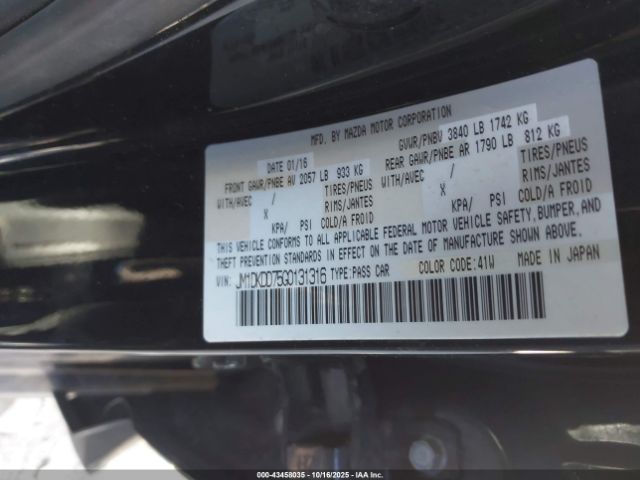 MFD. BY MAZDA MOTOR CORPORATION
DATE 01/16 GVWR/PNBV 3840 LB 1742 KG
FRONT GAWR/PNBE AV 2057 LB 933 KG REAR GAWR/PNBE AR 1790 LB 812 KG
WITH/AVEC / TIRES/PNEUS WITH/AVEC / TIRES/PNEUS
X RIMS/JANTES X RIMS/JANTES
KPA/ PSI COLD/A FROID KPA/ PSI COLD/A FROID
THIS VEHICLE CONFORMS TO ALL APPLICABLE FEDERAL MOTOR VEHICLE SAFETY, BUMPER, AND
THEFT PREVENTION STANDARDS IN EFFECT ON THE DATE OF MANUFACTURE SHOWN ABOVE.
VIN: JM1DKDD75G0131316 TYPE:PASS CAR COLOR CODE:41W MADE IN JAPAN
000-43458035 | 10/16/2025 | IAA Inc.